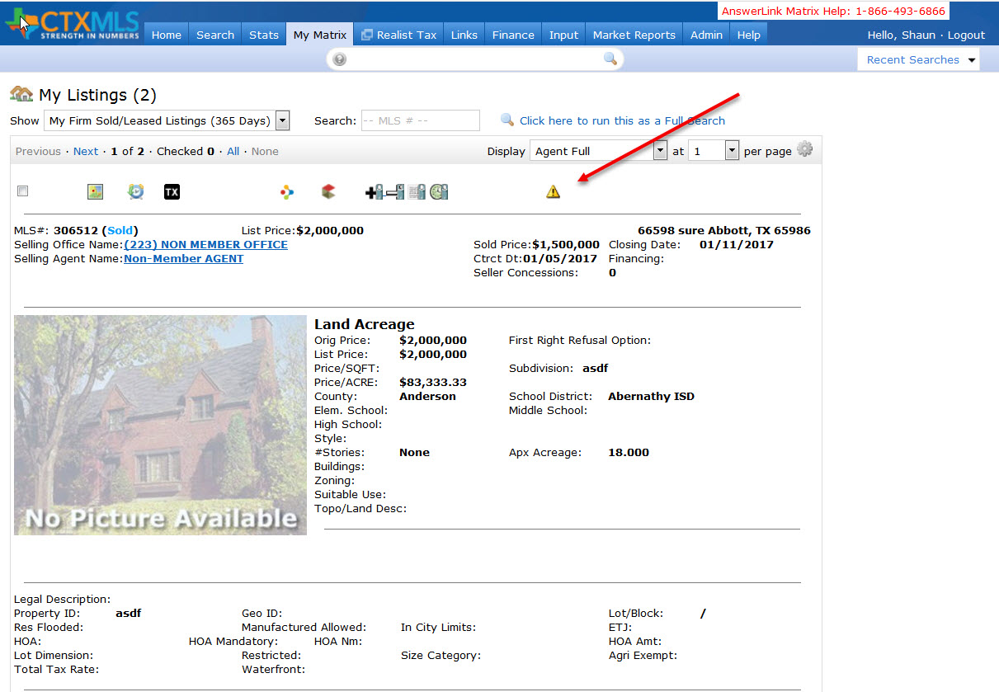 AnswerLink Matrix Help: 1-866-493-6866
CTXMLS
STRENGTH IN NUMBERS
Home Search Stats My Matrix Realist Tax Links Finance Input Market Reports Admin Help Hello, Shaun · Logout
Recent Searches
My Listings (2)
Show My Firm Sold/Leased Listings (365 Days) Search: -- MLS # -- Click here to run this as a Full Search
Previous · Next · 1 of 2 · Checked 0 · All · None Display Agent Full at 1 per page
TX
MLS#: 306512 (Sold) List Price:$2,000,000 66598 sure Abbott, TX 65986
Selling Office Name:(223) NON MEMBER OFFICE Sold Price:$1,500,000 Closing Date: 01/11/2017
Selling Agent Name:Non-Member AGENT Ctrct Dt:01/05/2017 Financing:
Seller Concessions: 0
Land Acreage
Orig Price: $2,000,000 First Right Refusal Option:
List Price: $2,000,000
Price/SQFT: Subdivision: asdf
Price/ACRE: $83,333.33
County: Anderson School District: Abernathy ISD
Elem. School: Middle School:
High School:
Style:
#Stories: None Apx Acreage: 18.000
Buildings:
Zoning:
Suitable Use:
Topo/Land Desc:
No Picture Available
Legal Description:
Property ID: asdf Geo ID: Lot/Block: /
Res Flooded: Manufactured Allowed: In City Limits: ETJ:
HOA: HOA Mandatory: HOA Nm: HOA Amt:
Lot Dimension: Restricted: Size Category: Agri Exempt:
Total Tax Rate: Waterfront: